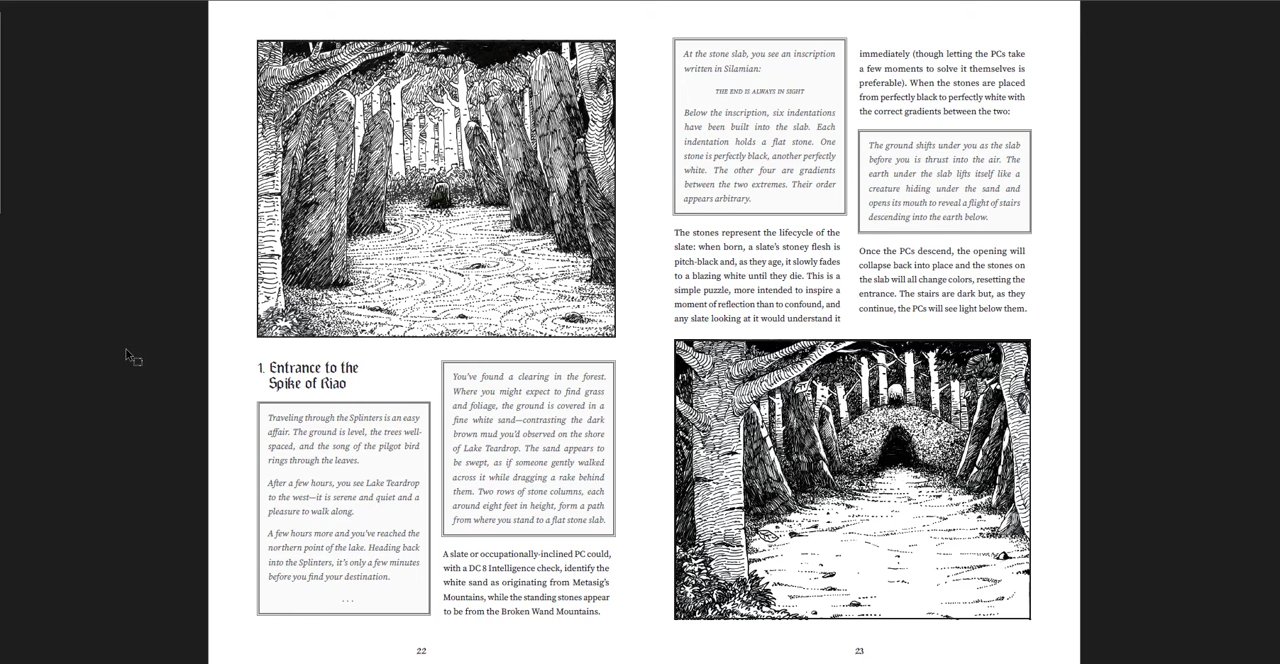 1. Entrance to the
Spike of Riao
Traveling through the Splinters is an easy
affair. The ground is level, the trees well-
spaced, and the song of the pilgot bird
rings through the leaves.
After a few hours, you see Lake Teardrop
to the west—it is serene and quiet and a
pleasure to walk along.
A few hours more and you've reached the
northern point of the lake. Heading back
into the Splinters, it's only a few minutes
before you find your destination.
...
You've found a clearing in the forest.
Where you might expect to find grass
and foliage, the ground is covered in a
fine white sand—contrasting the dark
brown mud you'd observed on the shore
of Lake Teardrop. The sand appears to
be swept, as if someone gently walked
across it while dragging a rake behind
them. Two rows of stone columns, each
around eight feet in height, form a path
from where you stand to a flat stone slab.
A slate or occupationally-inclined PC could,
with a DC 8 Intelligence check, identify the
white sand as originating from Metasig's
Mountains, while the standing stones appear
to be from the Broken Wand Mountains.
22
At the stone slab, you see an inscription
written in Silamian:
THE END IS ALWAYS IN SIGHT
Below the inscription, six indentations
have been built into the slab. Each
indentation holds a flat stone. One
stone is perfectly black, another perfectly
white. The other four are gradients
between the two extremes. Their order
appears arbitrary.
The stones represent the lifecycle of the
slate: when born, a slate's stoney flesh is
pitch-black and, as they age, it slowly fades
to a blazing white until they die. This is a
simple puzzle, more intended to inspire a
moment of reflection than to confound, and
any slate looking at it would understand it
immediately (though letting the PCs take
a few moments to solve it themselves is
preferable). When the stones are placed
from perfectly black to perfectly white with
the correct gradients between the two:
The ground shifts under you as the slab
before you is thrust into the air. The
earth under the slab lifts itself like a
creature hiding under the sand and
opens its mouth to reveal a flight of stairs
descending into the earth below.
Once the PCs descend, the opening will
collapse back into place and the stones on
the slab will all change colors, resetting the
entrance. The stairs are dark but, as they
continue, the PCs will see light below them.
23